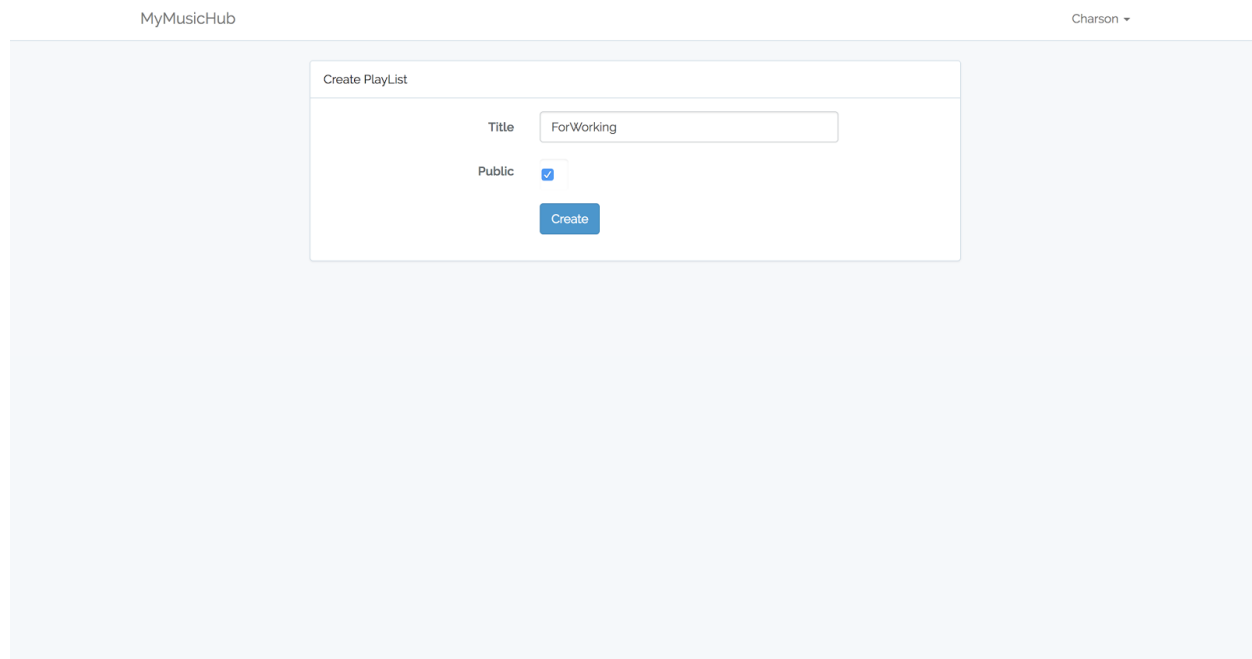 MyMusicHub
Charson
Create PlayList
Title
ForWorking
Public
Create